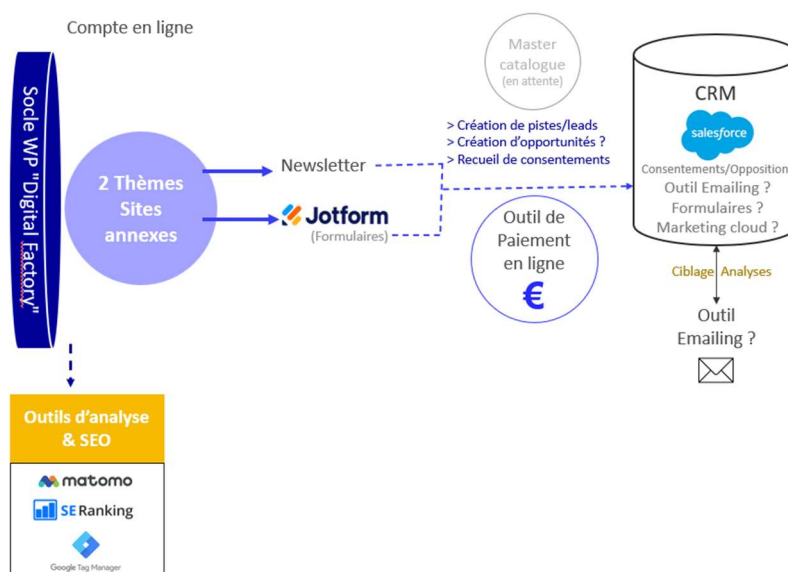 Compte en ligne
Socle WP "Digital Factory"
2 Thèmes
Sites
annexes
Newsletter
Jotform
(Formulaires)
Master
catalogue
(en attente)
> Création de pistes/leads
> Création d'opportunités ?
> Recueil de consentements
Outil de
Paiement
en ligne
€
CRM
salesforce
Consentements/Opposition
Outil Emailing ?
Formulaires ?
Marketing cloud ?
Ciblage Analyses
Outil
Emailing ?
Outils d'analyse
& SEO
matomo
SE Ranking
Google Tag Manager